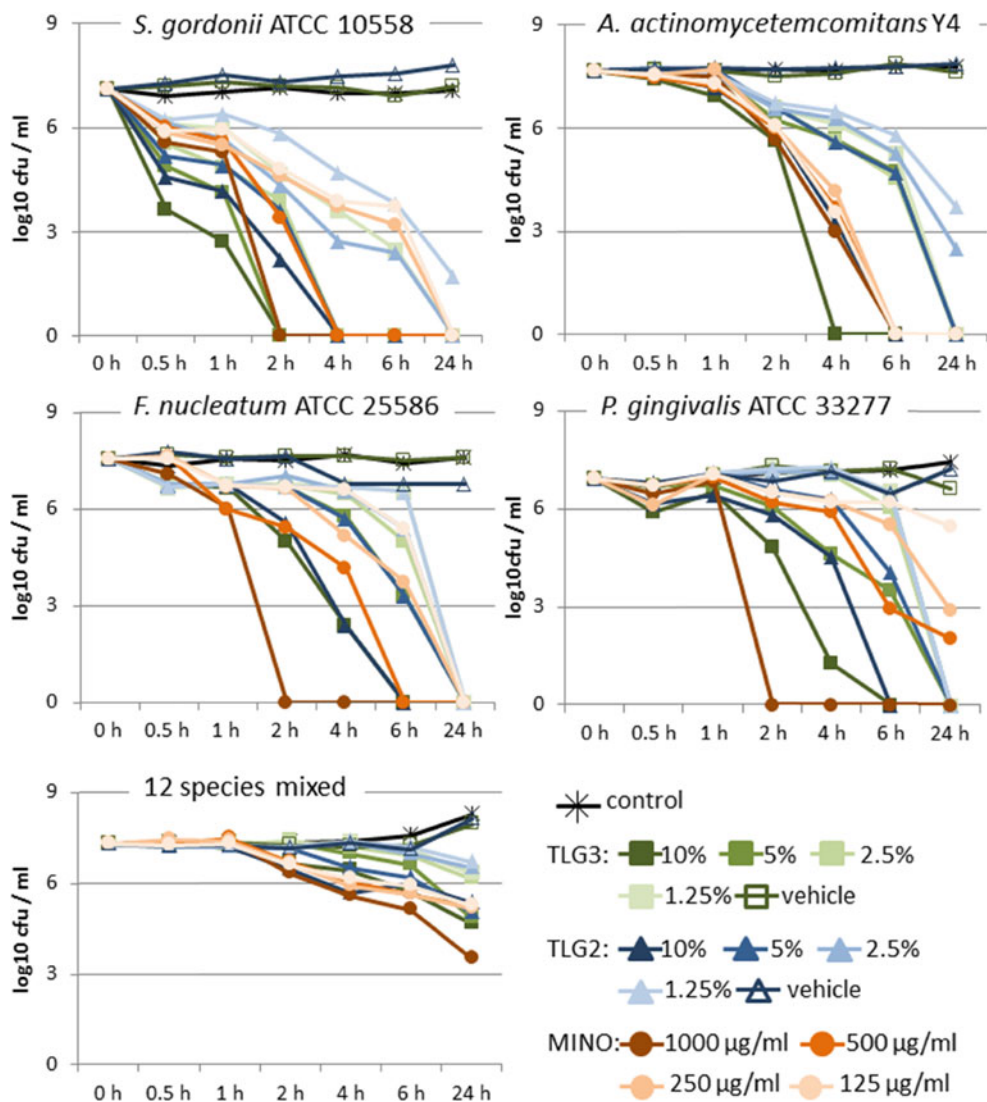 S. gordonii ATCC 10558
log10 cfu / ml
9
6
3
0
0 h 0.5 h 1 h 2 h 4 h 6 h 24 h
A. actinomycetemcomitans Y4
log10 cfu / ml
9
6
3
0
0 h 0.5 h 1 h 2 h 4 h 6 h 24 h
F. nucleatum ATCC 25586
log10 cfu / ml
9
6
3
0
0 h 0.5 h 1 h 2 h 4 h 6 h 24 h
P. gingivalis ATCC 33277
log10cfu / ml
9
6
3
0
0 h 0.5 h 1 h 2 h 4 h 6 h 24 h
12 species mixed
log10 cfu / ml
9
6
3
0
0 h 0.5 h 1 h 2 h 4 h 6 h 24 h
control
TLG3: 10% 5% 2.5%
1.25% vehicle
TLG2: 10% 5% 2.5%
1.25% vehicle
MINO: 1000 µg/ml 500 µg/ml
250 µg/ml 125 µg/ml